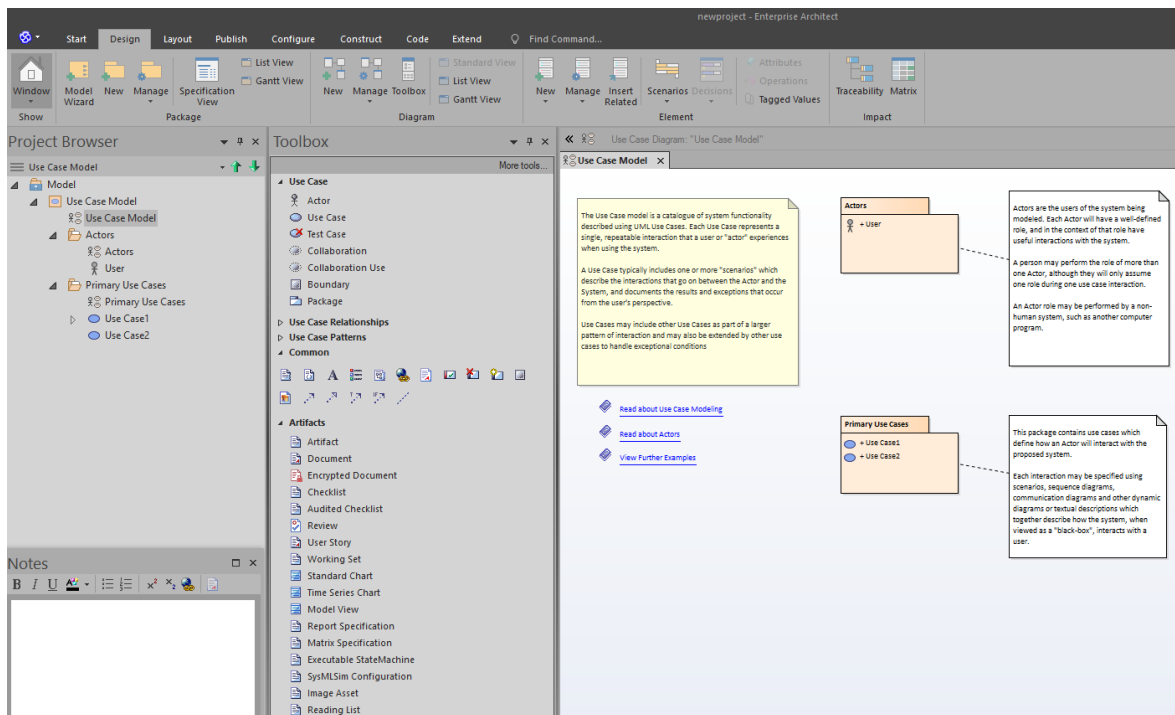 newproject - Enterprise Architect
Start Design Layout Publish Configure Construct Code Extend Find Command...
Window
Show
Model Wizard
New
Manage
Specification View
List View
Gantt View
Package
New
Manage
Toolbox
Standard View
List View
Gantt View
Diagram
New
Manage
Insert Related
Scenarios
Decisions
Attributes
Operations
Tagged Values
Element
Traceability
Matrix
Impact
Project Browser
Use Case Model
Model
Use Case Model
Use Case Model
Actors
Actors
User
Primary Use Cases
Primary Use Cases
Use Case1
Use Case2
Notes
B I U
Toolbox
More tools...
Use Case
Actor
Use Case
Test Case
Collaboration
Collaboration Use
Boundary
Package
Use Case Relationships
Use Case Patterns
Common
Artifacts
Artifact
Document
Encrypted Document
Checklist
Audited Checklist
Review
User Story
Working Set
Standard Chart
Time Series Chart
Model View
Report Specification
Matrix Specification
Executable StateMachine
SysMLSim Configuration
Image Asset
Reading List
Use Case Diagram: "Use Case Model"
Use Case Model
The Use Case model is a catalogue of system functionality
described using UML Use Cases. Each Use Case represents a
single, repeatable interaction that a user or "actor" experiences
when using the system.
A Use Case typically includes one or more "scenarios" which
describe the interactions that go on between the Actor and the
System, and documents the results and exceptions that occur
from the user's perspective.
Use Cases may include other Use Cases as part of a larger
pattern of interaction and may also be extended by other use
cases to handle exceptional conditions
Read about Use Case Modeling
Read about Actors
View Further Examples
Actors
+ User
Actors are the users of the system being
modeled. Each Actor will have a well-defined
role, and in the context of that role have
useful interactions with the system.
A person may perform the role of more than
one Actor, although they will only assume
one role during one use case interaction.
An Actor role may be performed by a non-
human system, such as another computer
program.
Primary Use Cases
+ Use Case1
+ Use Case2
This package contains use cases which
define how an Actor will interact with the
proposed system.
Each interaction may be specified using
scenarios, sequence diagrams,
communication diagrams and other dynamic
diagrams or textual descriptions which
together describe how the system, when
viewed as a "black-box", interacts with a
user.